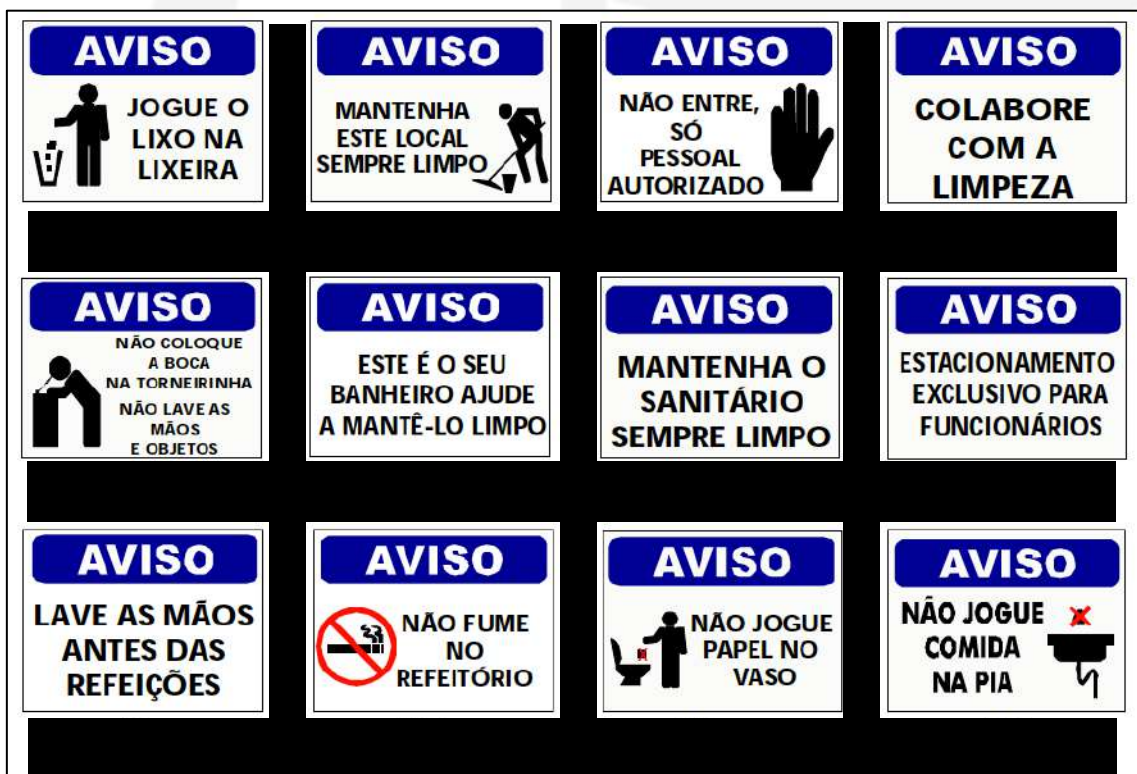 AVISO
JOGUE O
LIXO NA
LIXEIRA
AVISO
MANTENHA
ESTE LOCAL
SEMPRE LIMPO
AVISO
NÃO ENTRE,
SÓ
PESSOAL
AUTORIZADO
AVISO
COLABORE
COM A
LIMPEZA
AVISO
NÃO COLOQUE
A BOCA
NA TORNEIRINHA
NÃO LAVE AS
MÃOS
E OBJETOS
AVISO
ESTE É O SEU
BANHEIRO AJUDE
A MANTÊ-LO LIMPO
AVISO
MANTENHA O
SANITÁRIO
SEMPRE LIMPO
AVISO
ESTACIONAMENTO
EXCLUSIVO PARA
FUNCIONÁRIOS
AVISO
LAVE AS MÃOS
ANTES DAS
REFEIÇÕES
AVISO
NÃO FUME
NO
REFEITÓRIO
AVISO
NÃO JOGUE
PAPEL NO
VASO
AVISO
NÃO JOGUE
COMIDA
NA PIA